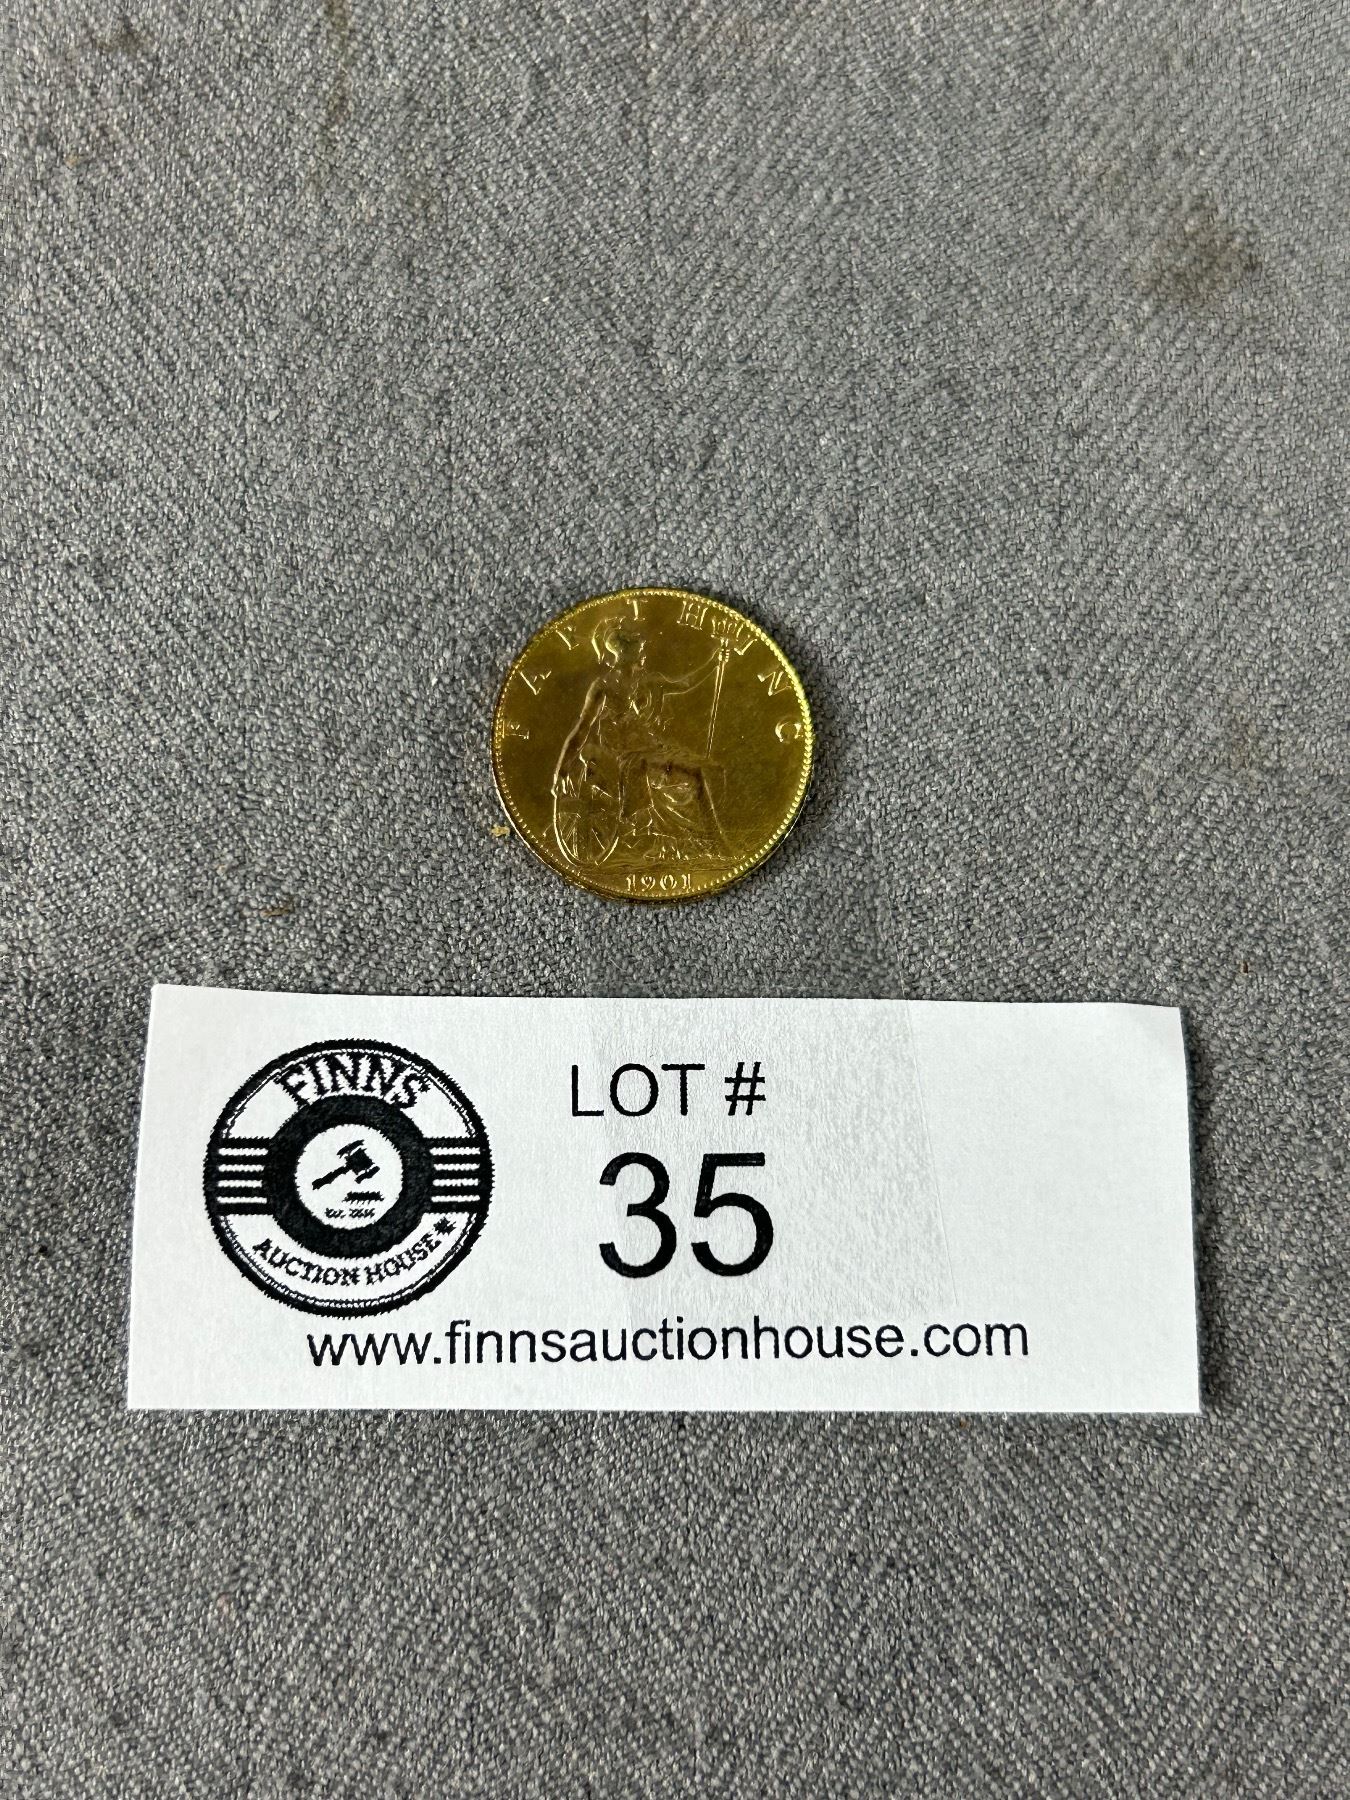 FARTHING
1901
FINNS
AUCTION HOUSE
LOT #
35
www.finnsauctionhouse.com